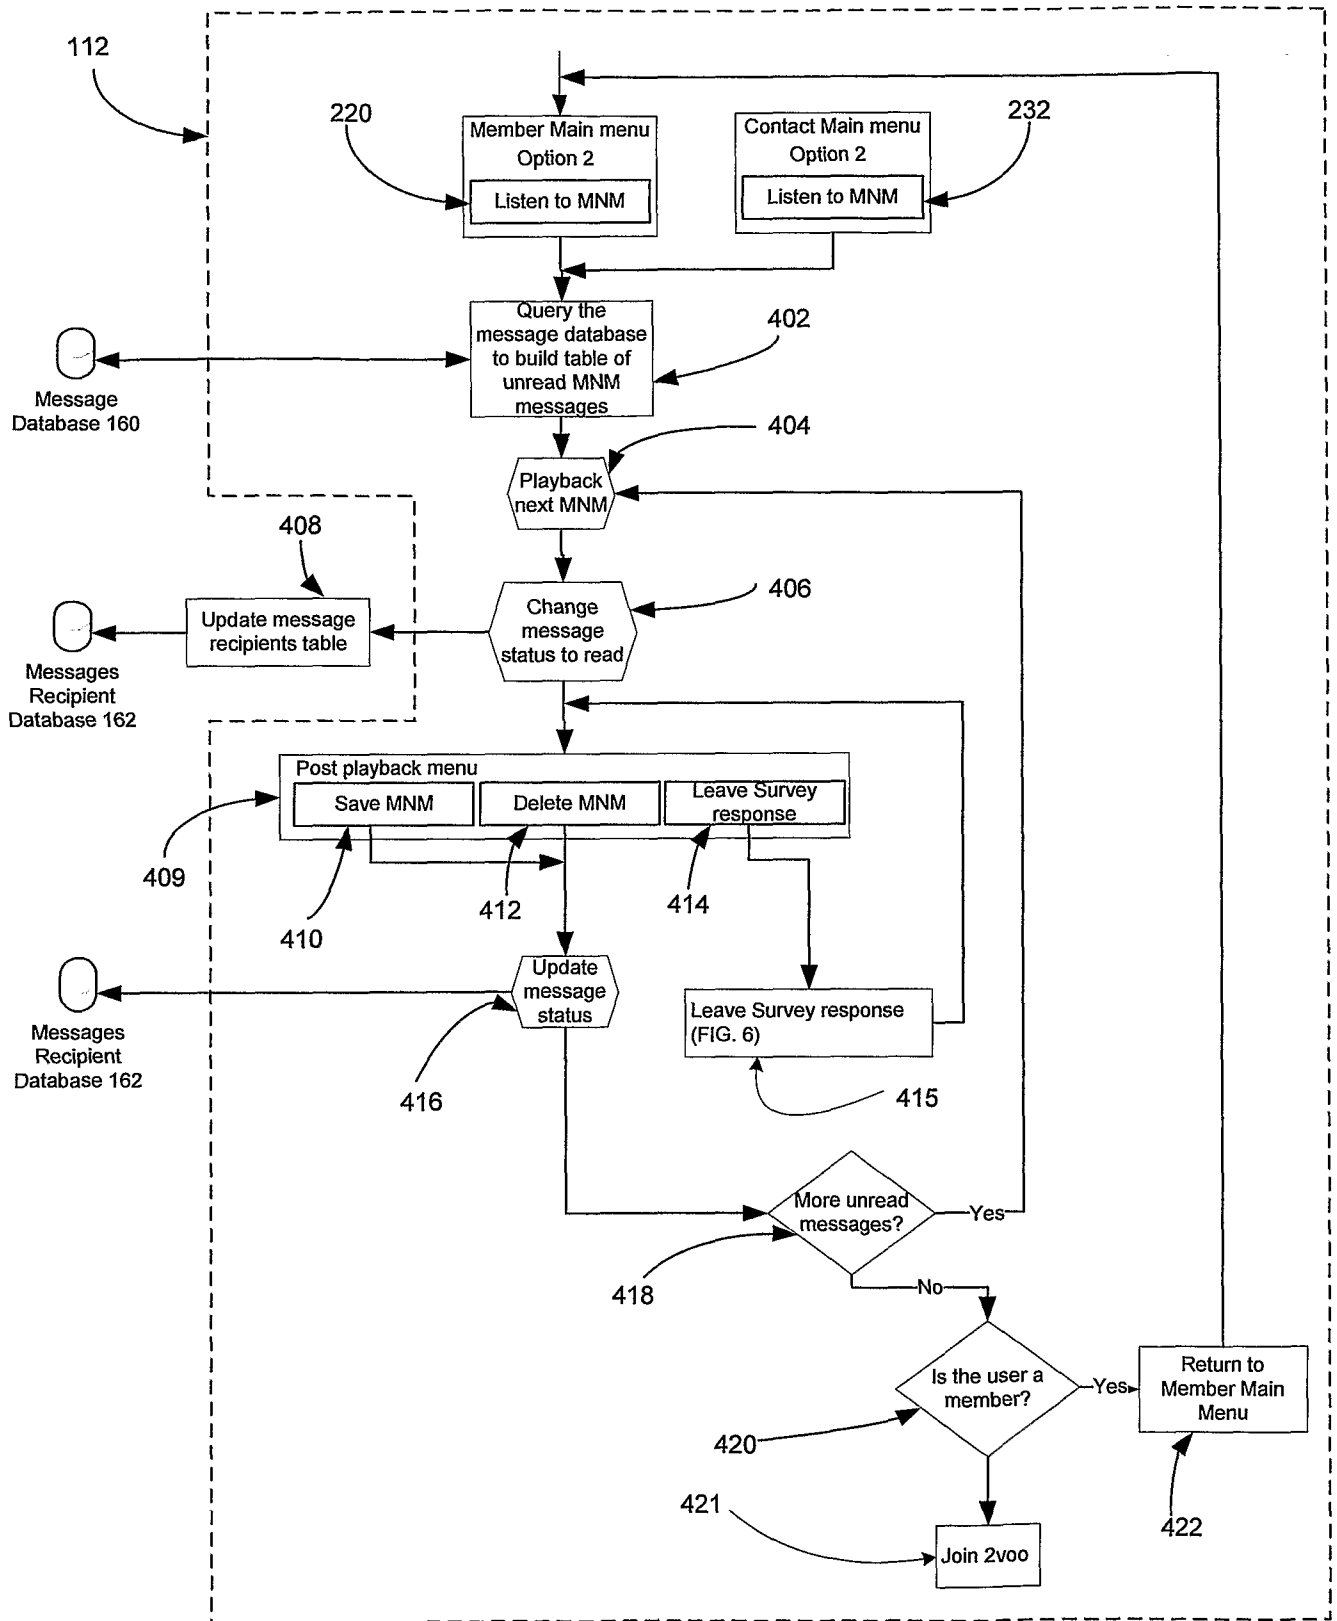 112
220
Member Main menu
Option 2
Listen to MNM
Contact Main menu
Option 2
Listen to MNM
232
Query the
message database
to build table of
unread MNM
messages
402
Message
Database 160
404
Playback
next MNM
408
Update message
recipients table
Change
message
status to read
406
Messages
Recipient
Database 162
Post playback menu
Save MNM
Delete MNM
Leave Survey
response
409
410
412
414
Update
message
status
Messages
Recipient
Database 162
416
Leave Survey response
(FIG. 6)
415
More unread
messages?
Yes
418
No
Is the user a
member?
Yes
Return to
Member Main
Menu
420
421
Join 2voo
422